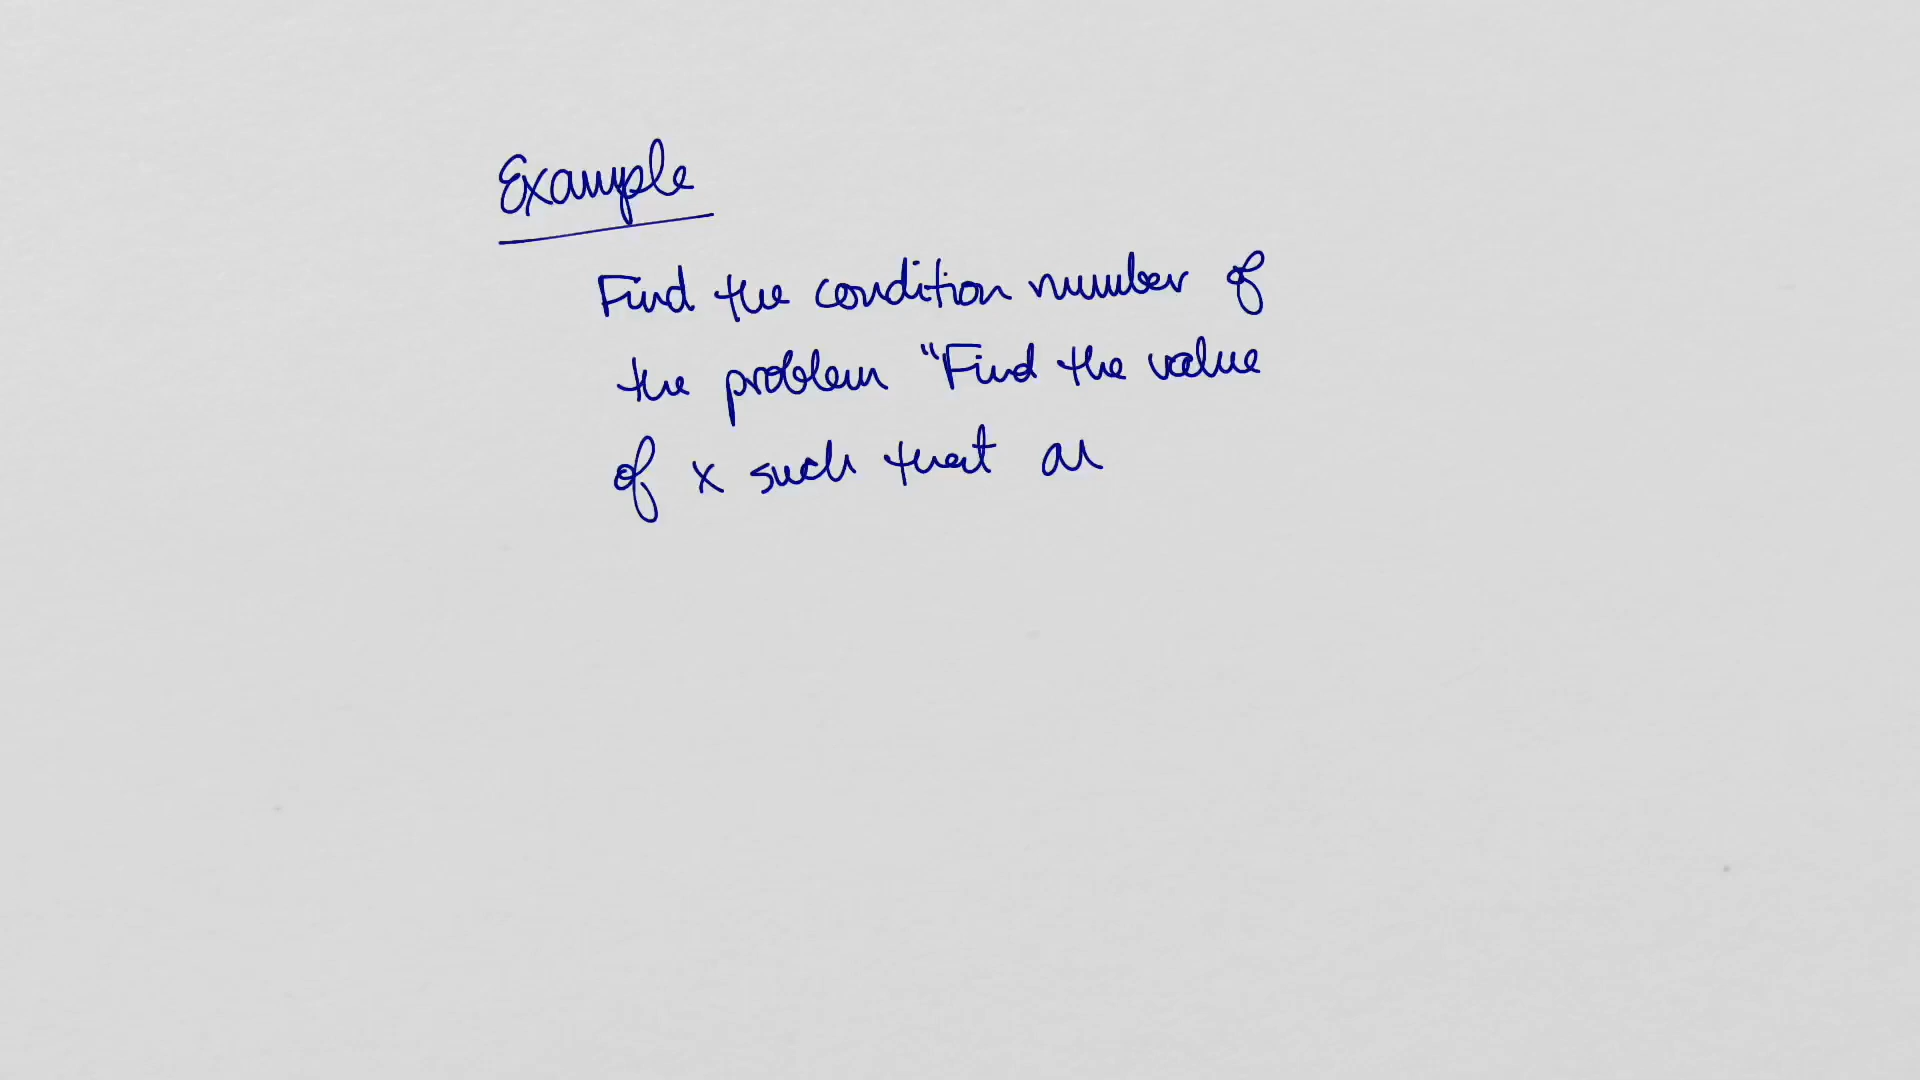 Example
Find the condition number of
the problem "Find the value
of x such that